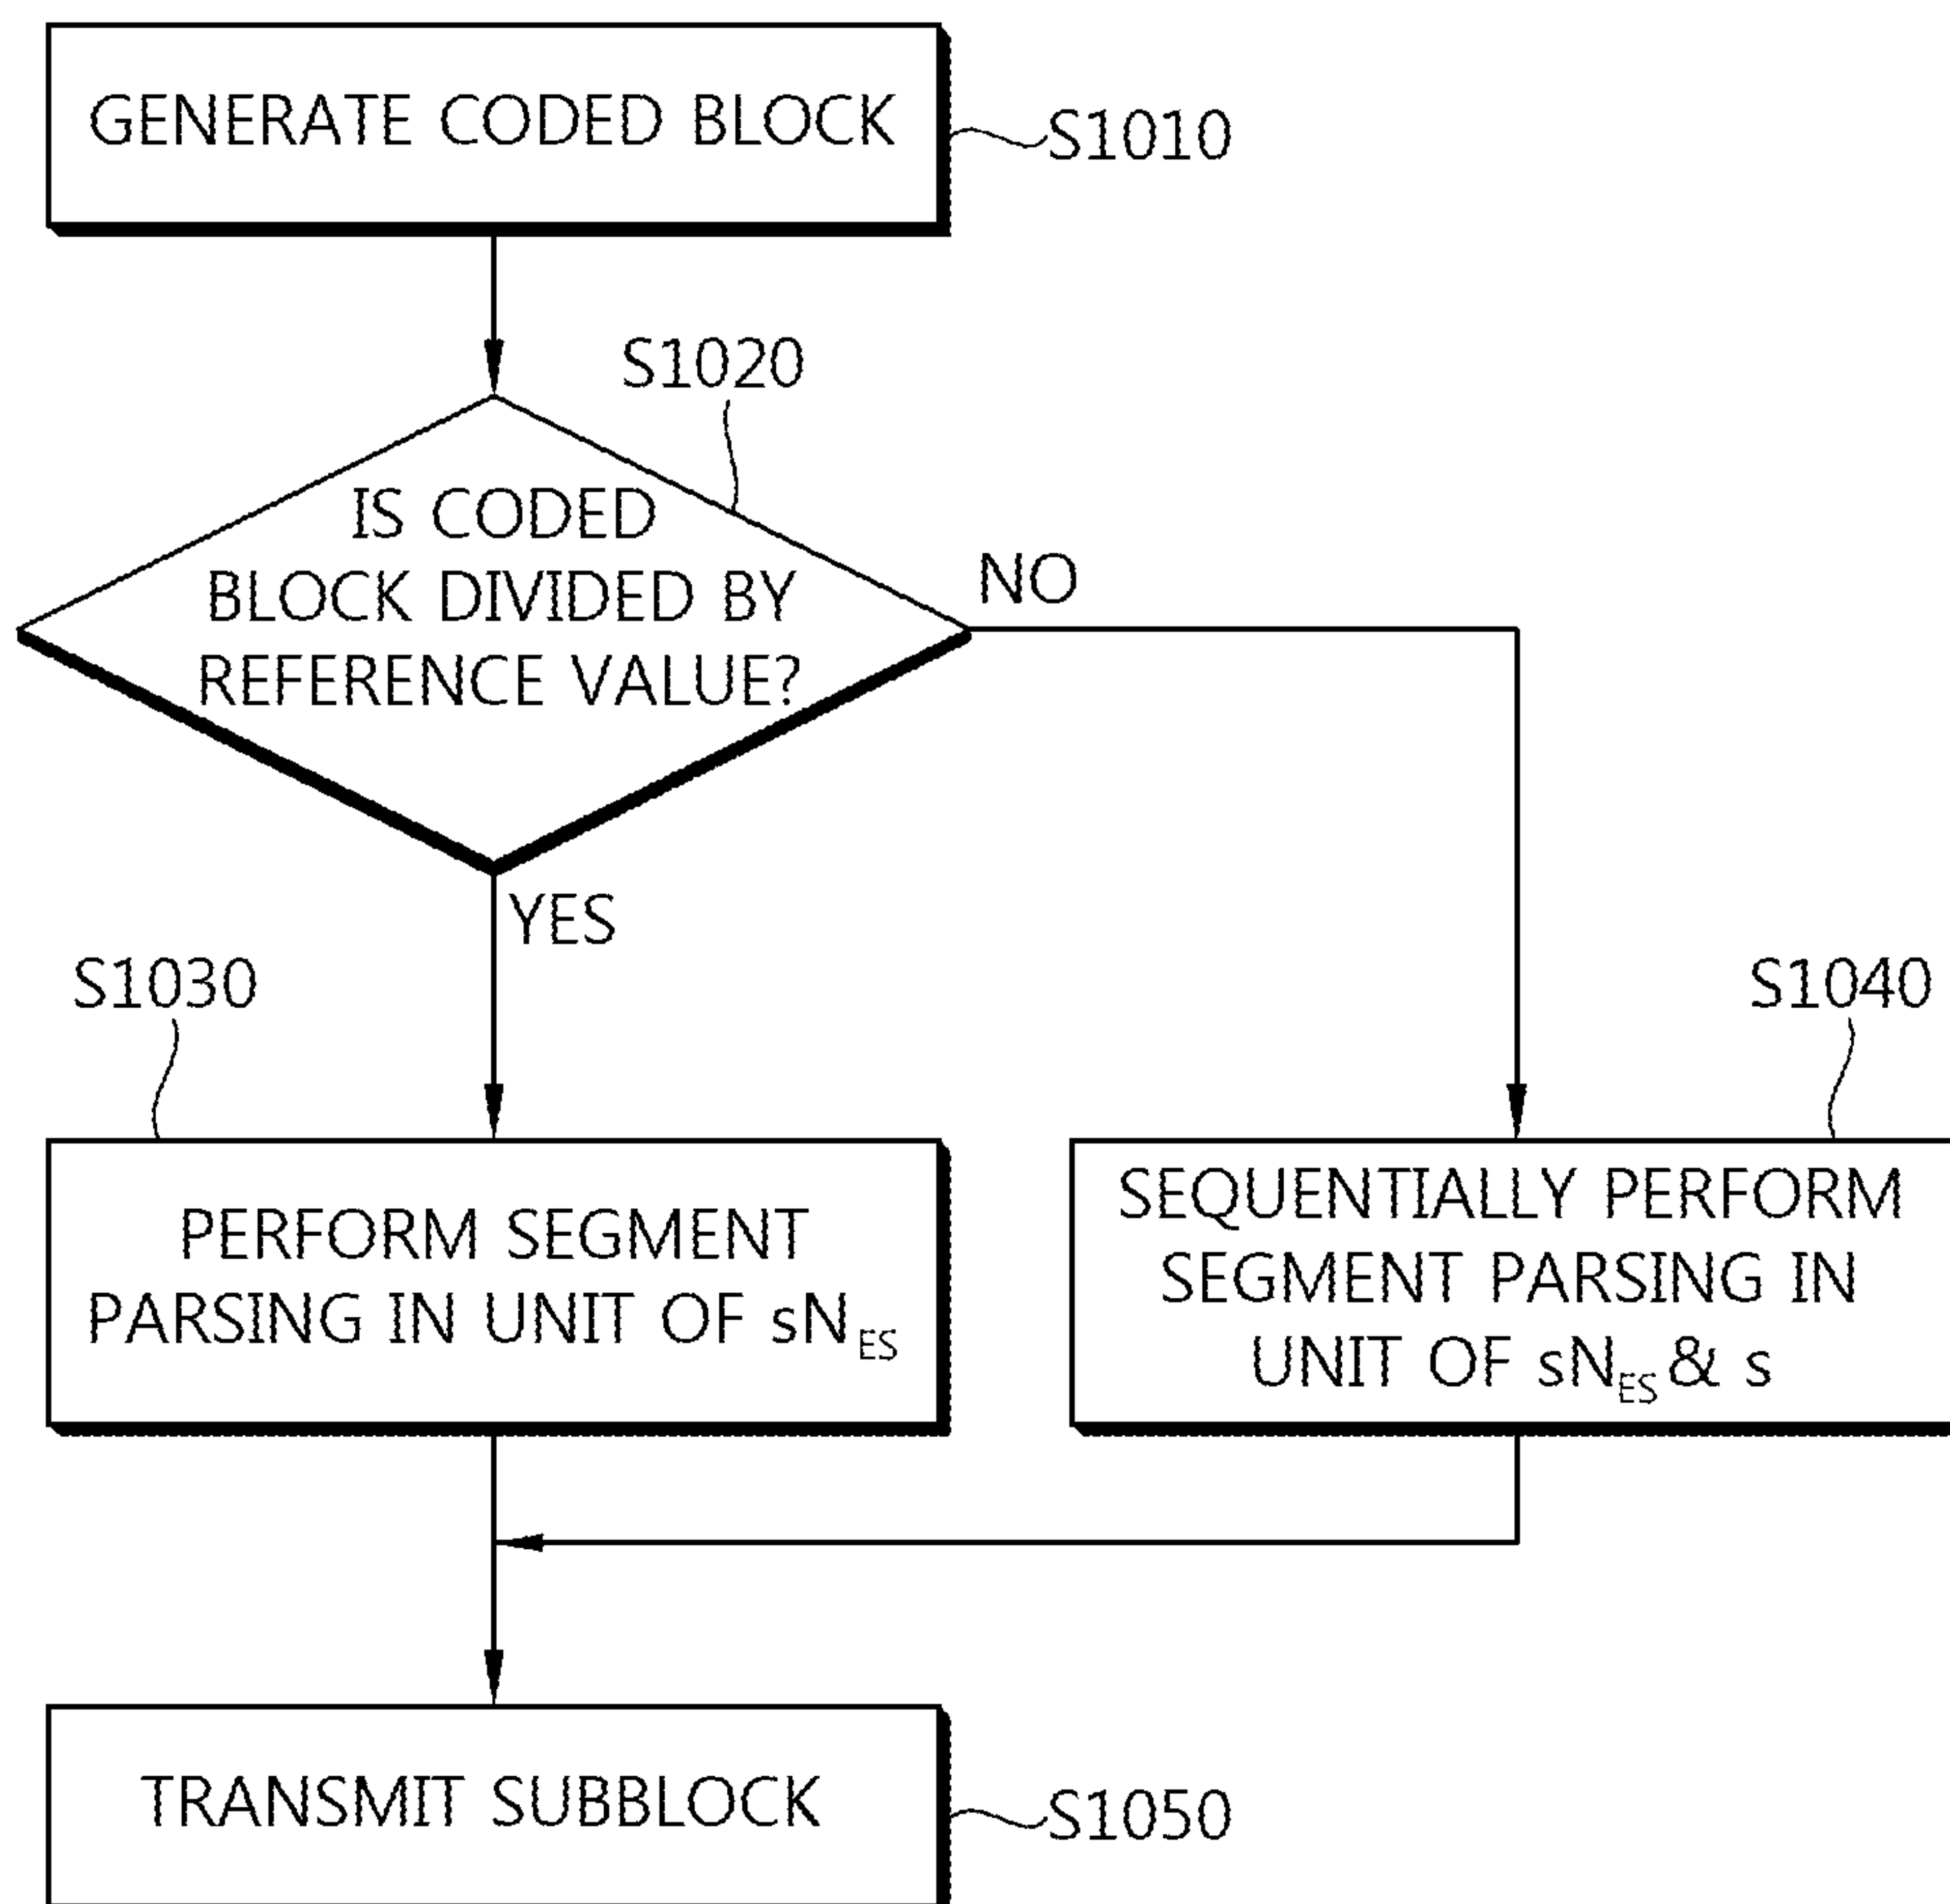 GENERATE CODED BLOCK
S1010
S1020
IS CODED
BLOCK DIVIDED BY
REFERENCE VALUE?
NO
YES
S1030
S1040
PERFORM SEGMENT
PARSING IN UNIT OF sNES
SEQUENTIALLY PERFORM
SEGMENT PARSING IN
UNIT OF sNES & s
TRANSMIT SUBBLOCK
S1050